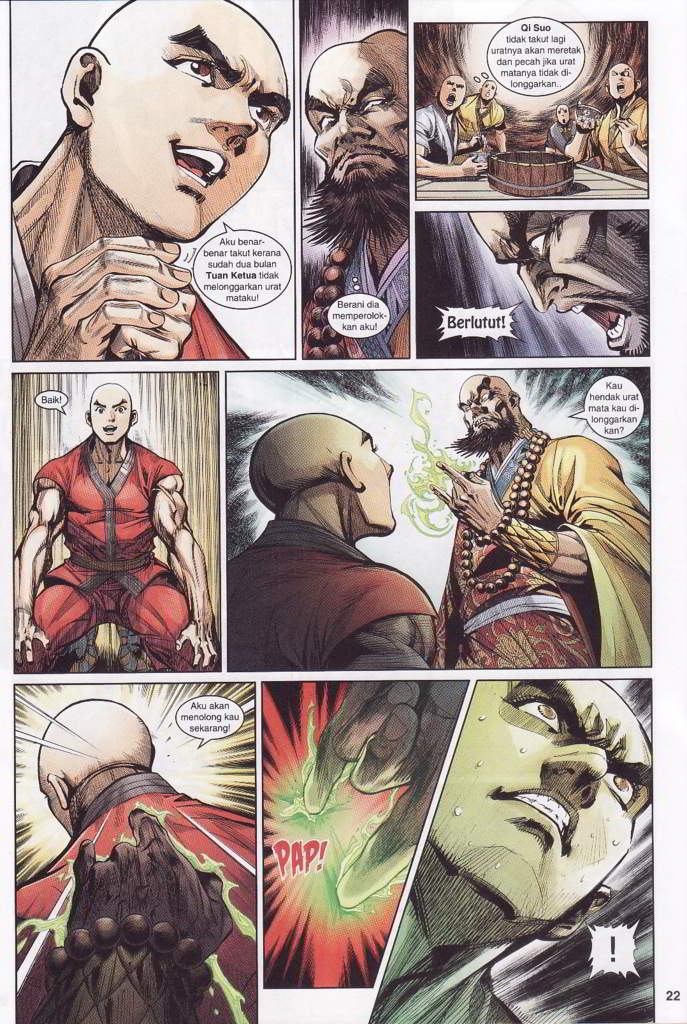 Aku benar-
benar takut kerana
sudah dua bulan
Tuan Ketua tidak
melonggarkan urat
mataku!
Berani dia
memperolok-
kan aku!
Qi Suo
tidak takut lagi
uratnya akan meretak
dan pecah jika urat
matanya tidak di-
longgarkan..
Berlutut!
Baik!
Kau
hendak urat
mata kau di-
longgarkan
kan?
Aku akan
menolong kau
sekarang!
PAP!
!
22